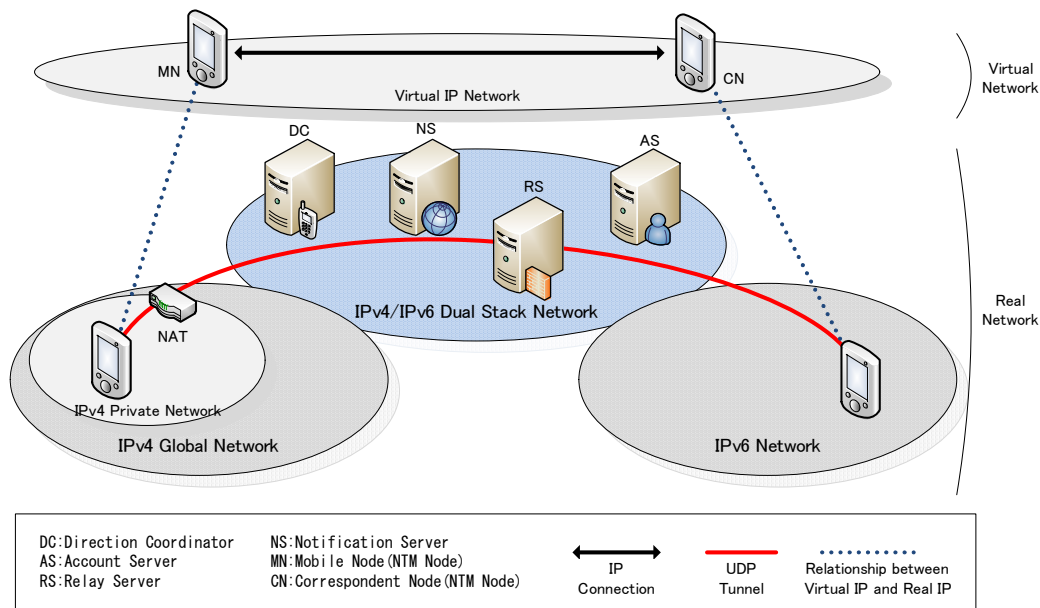 MN
CN
Virtual IP Network
Virtual
Network
DC
NS
AS
RS
IPv4/IPv6 Dual Stack Network
NAT
IPv4 Private Network
IPv4 Global Network
IPv6 Network
Real
Network
DC:Direction Coordinator
AS:Account Server
RS:Relay Server
NS:Notification Server
MN:Mobile Node(NTM Node)
CN:Correspondent Node(NTM Node)
IP
Connection
UDP
Tunnel
Relationship between
Virtual IP and Real IP